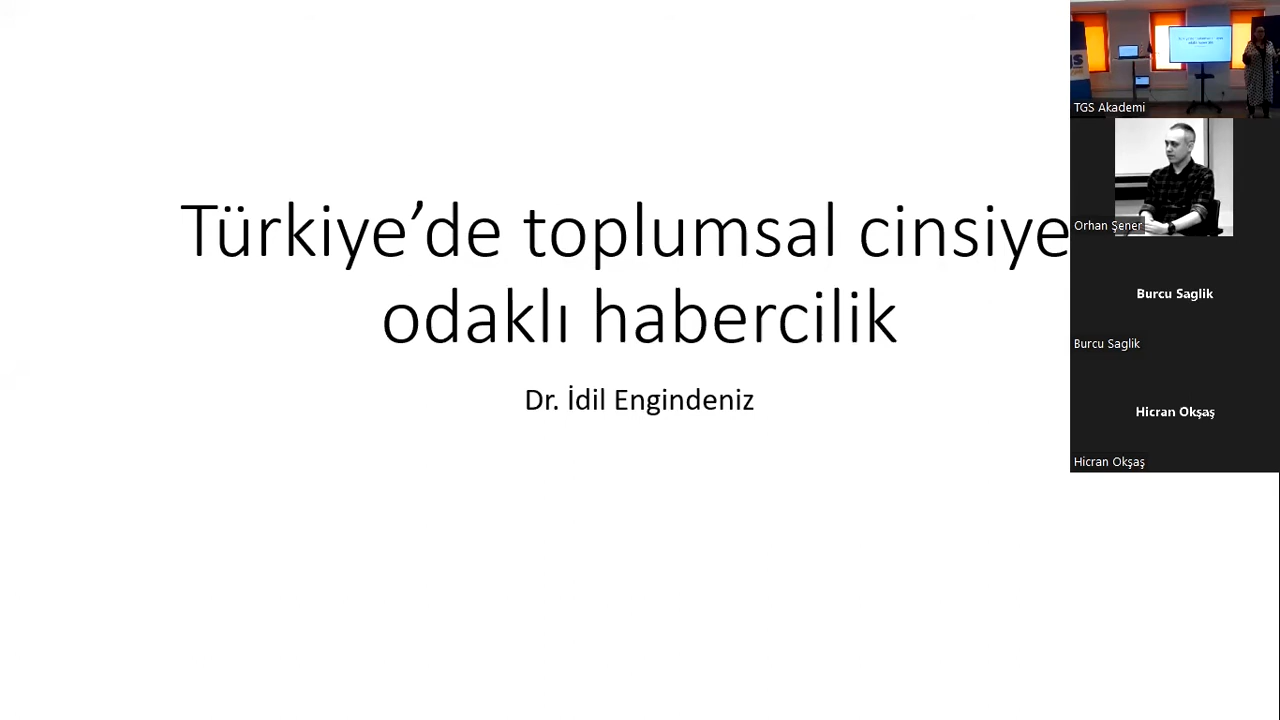 Türkiye’de toplumsal cinsiye
odaklı habercilik
Dr. İdil Engindeniz
TGS Akademi
Orhan Şener
Burcu Saglik
Burcu Saglik
Hicran Okşaş
Hicran Okşaş